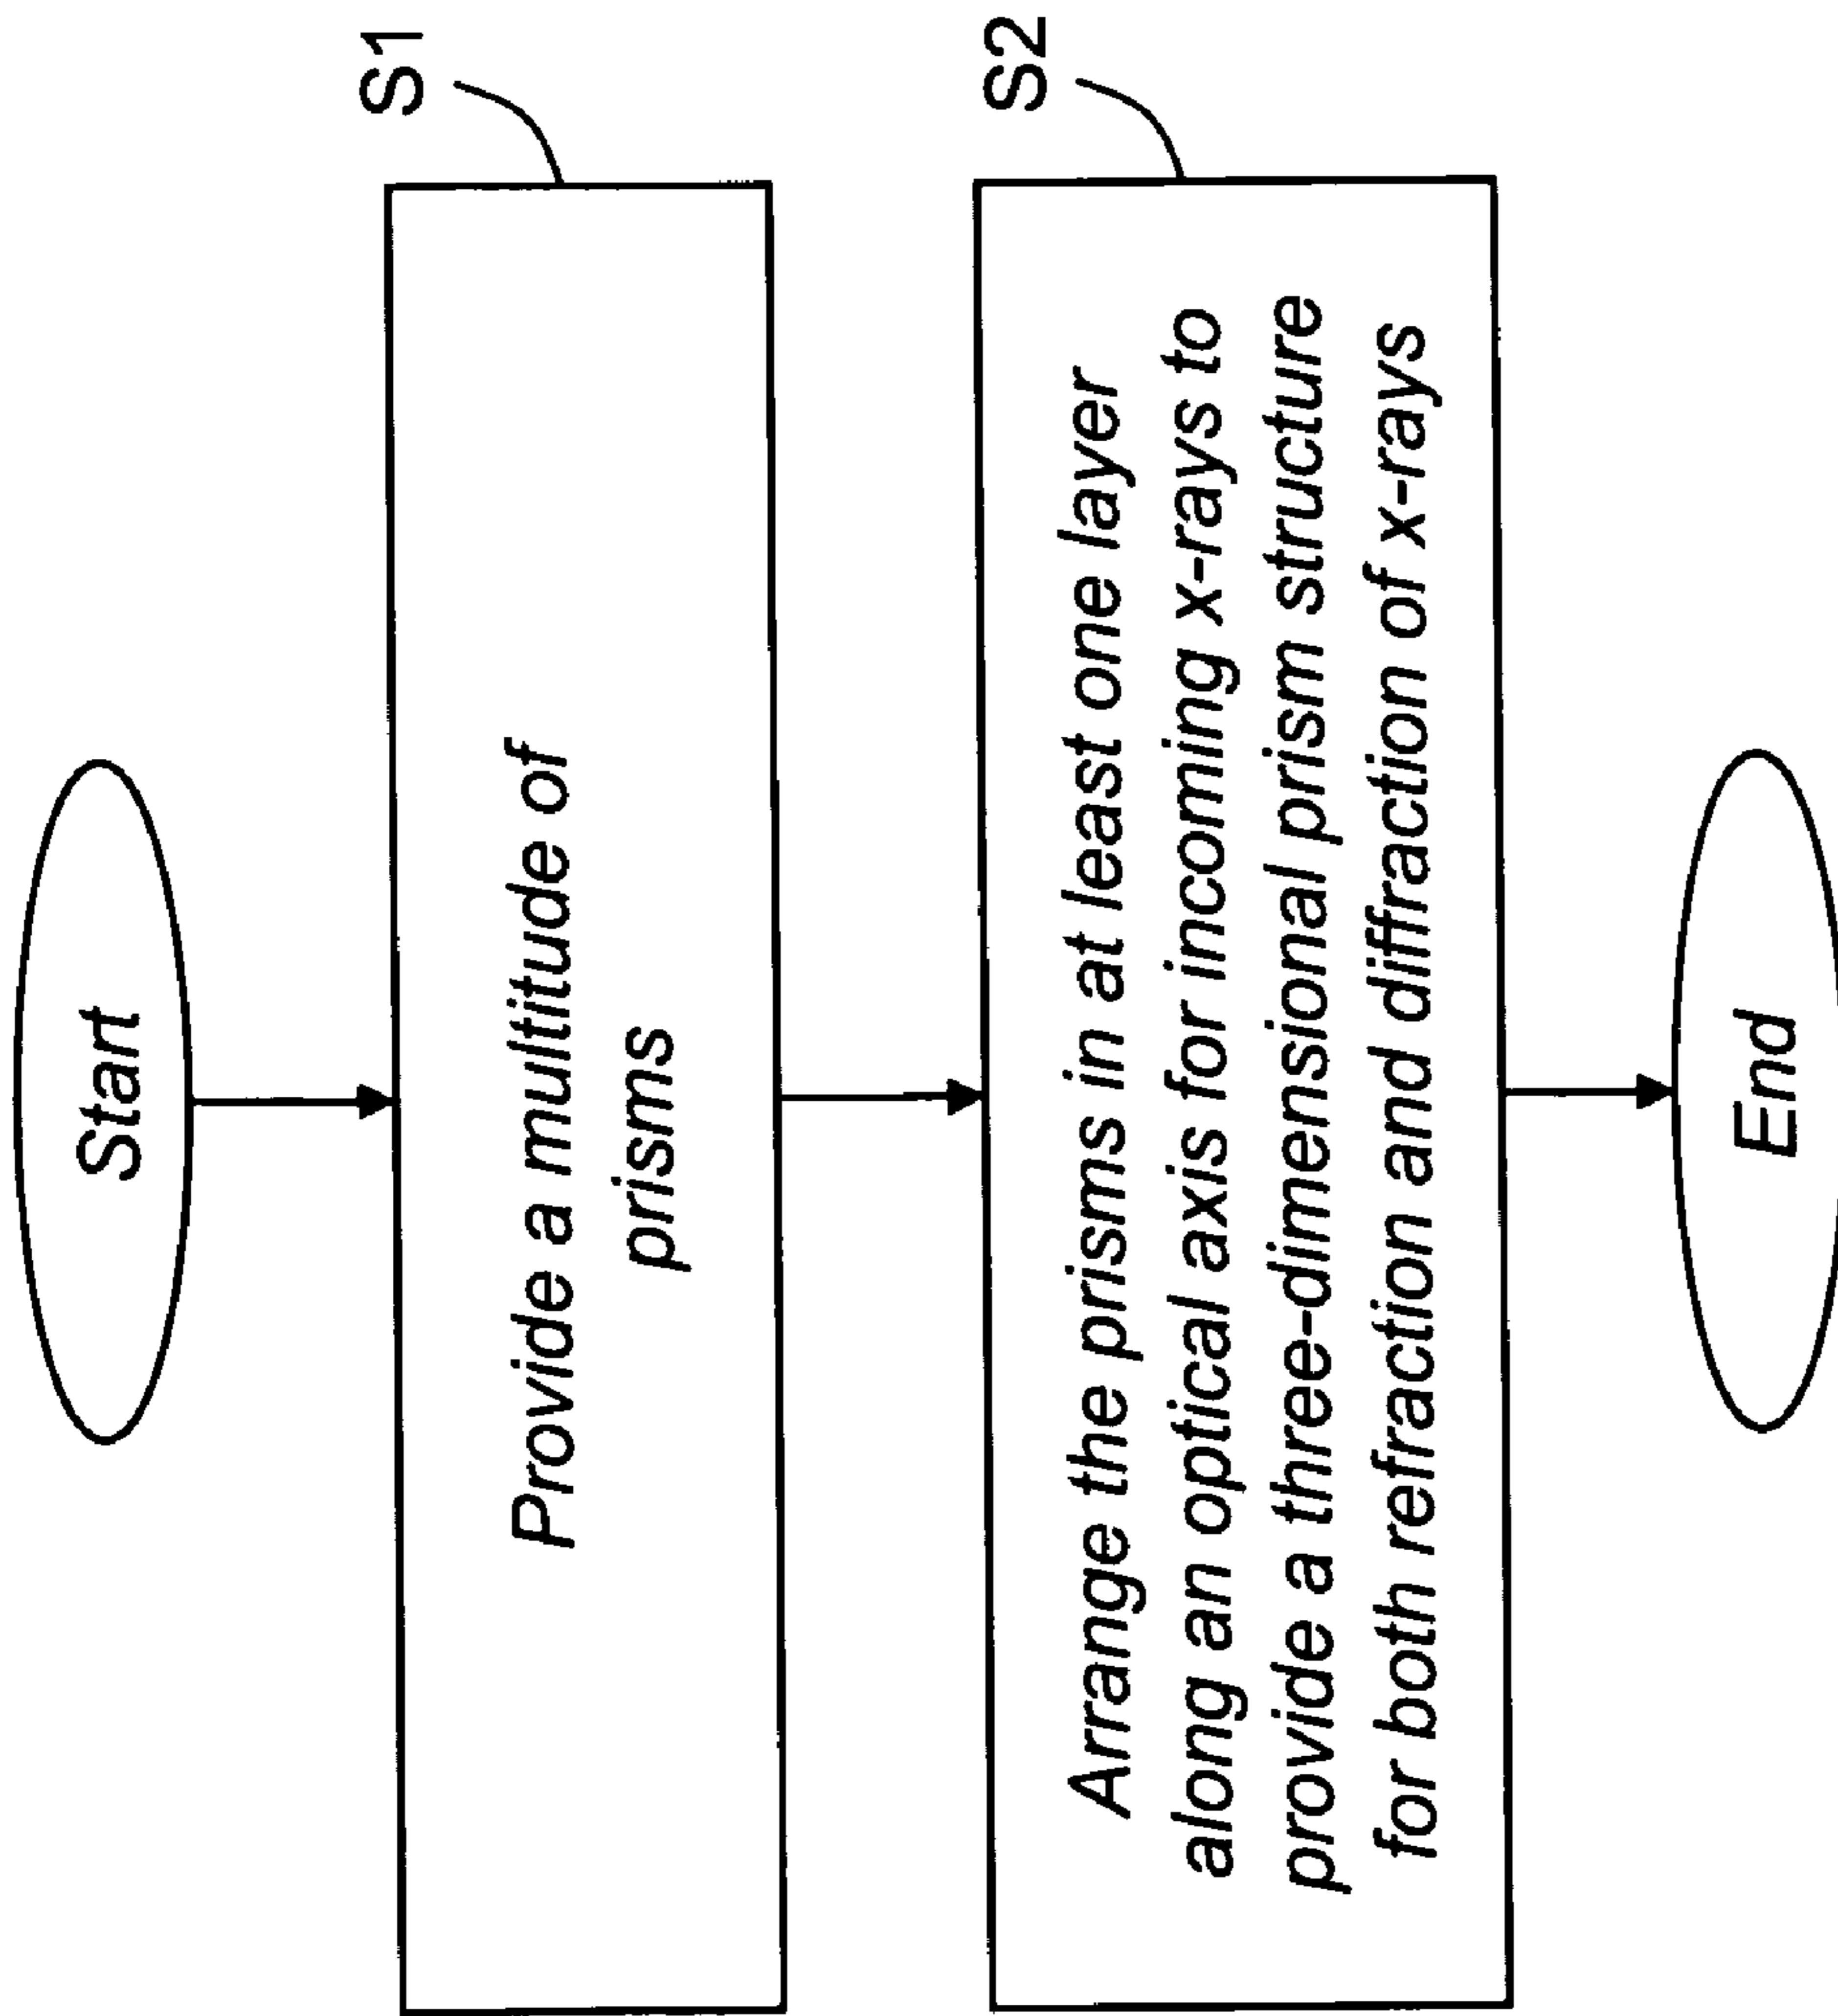 Start
S1
Provide a multitude of
prisms
S2
Arrange the prisms in at least one layer
along an optical axis for incoming x-rays to
provide a three-dimensional prism structure
for both refraction and diffraction of x-rays
End